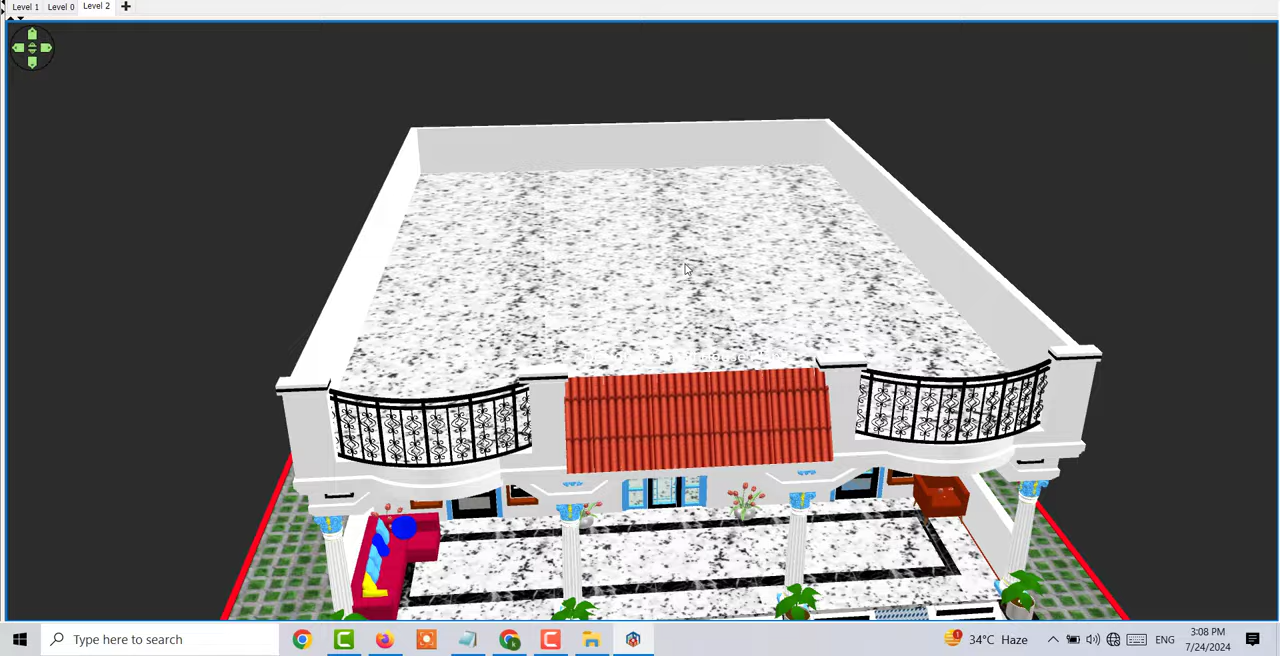 Level 1 Level 0 Level 2
Type here to search
1
34°C Haze
ENG
3:08 PM
7/24/2024